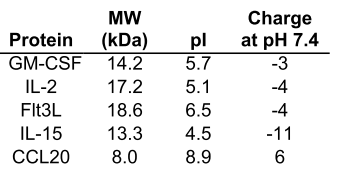 MW Charge
Protein (kDa) pI at pH 7.4
GM-CSF 14.2 5.7 -3
IL-2 17.2 5.1 -4
Flt3L 18.6 6.5 -4
IL-15 13.3 4.5 -11
CCL20 8.0 8.9 6